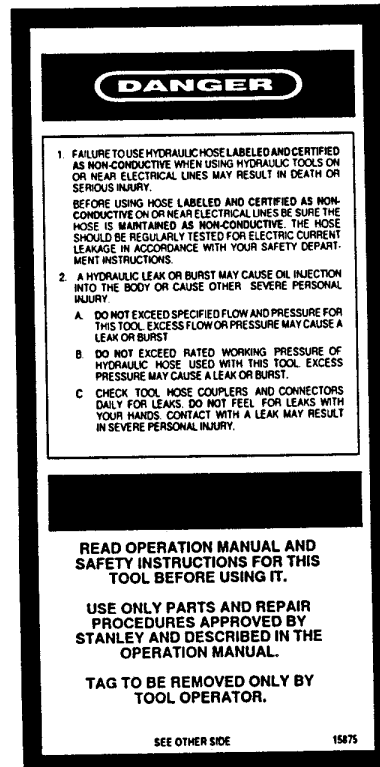 DANGER
1. FAILURE TO USE HYDRAULIC HOSE LABELED AND CERTIFIED
AS NON-CONDUCTIVE WHEN USING HYDRAULIC TOOLS ON
OR NEAR ELECTRICAL LINES MAY RESULT IN DEATH OR
SERIOUS INJURY.
BEFORE USING HOSE LABELED AND CERTIFIED AS NON-
CONDUCTIVE ON OR NEAR ELECTRICAL LINES BE SURE THE
HOSE IS MAINTAINED AS NON-CONDUCTIVE. THE HOSE
SHOULD BE REGULARLY TESTED FOR ELECTRIC CURRENT
LEAKAGE IN ACCORDANCE WITH YOUR SAFETY DEPART-
MENT INSTRUCTIONS.
2. A HYDRAULIC LEAK OR BURST MAY CAUSE OIL INJECTION
INTO THE BODY OR CAUSE OTHER SEVERE PERSONAL
INJURY.
A. DO NOT EXCEED SPECIFIED FLOW AND PRESSURE FOR
THIS TOOL. EXCESS FLOW OR PRESSURE MAY CAUSE A
LEAK OR BURST
B. DO NOT EXCEED RATED WORKING PRESSURE OF
HYDRAULIC HOSE USED WITH THIS TOOL. EXCESS
PRESSURE MAY CAUSE A LEAK OR BURST.
C CHECK TOOL HOSE COUPLERS AND CONNECTORS
DAILY FOR LEAKS. DO NOT FEEL FOR LEAKS WITH
YOUR HANDS. CONTACT WITH A LEAK MAY RESULT
IN SEVERE PERSONAL INJURY.
READ OPERATION MANUAL AND
SAFETY INSTRUCTIONS FOR THIS
TOOL BEFORE USING IT.
USE ONLY PARTS AND REPAIR
PROCEDURES APPROVED BY
STANLEY AND DESCRIBED IN THE
OPERATION MANUAL.
TAG TO BE REMOVED ONLY BY
TOOL OPERATOR.
SEE OTHER SIDE 15875